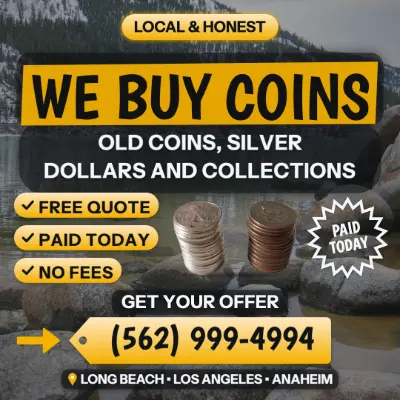 LOCAL & HONEST
WE BUY COINS
OLD COINS, SILVER
DOLLARS AND COLLECTIONS
✓ FREE QUOTE
✓ PAID TODAY
✓ NO FEES
PAID
TODAY
GET YOUR OFFER
(562) 999-4994
LONG BEACH • LOS ANGELES • ANAHEIM